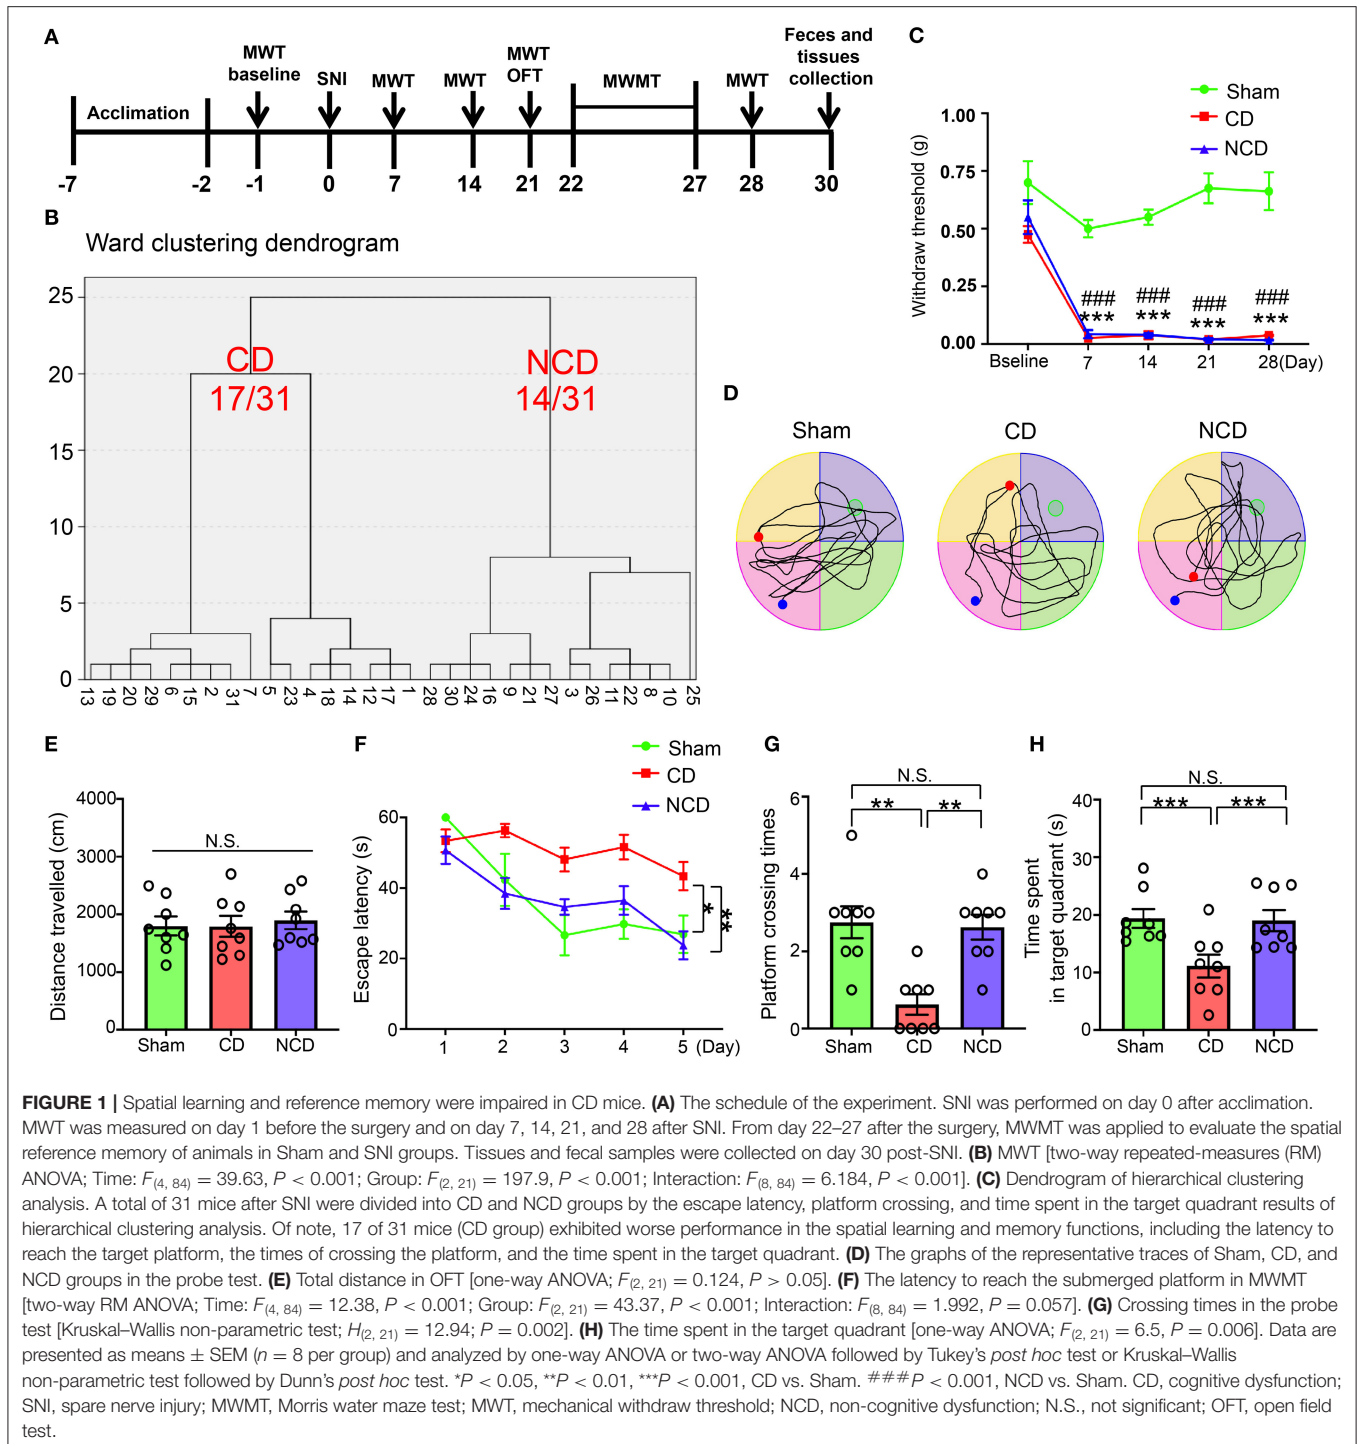 A
MWT
baseline
SNI
MWT
MWT
MWT
OFT
MWMT
MWT
Feces and
tissues
collection
Acclimation
-7
-2
-1
0
7
14
21
22
27
28
30
B
Ward clustering dendrogram
25
20
15
10
5
0
CD
17/31
NCD
14/31
13 19 20 29 6 15 2 31 7 5 23 4 18 14 12 17 1 28 30 24 16 9 21 27 3 26 11 22 8 10 25
C
Sham
CD
NCD
Withdraw threshold (g)
1.00
0.75
0.50
0.25
0.00
### ### ### ###
*** *** *** ***
Bseline 7 14 21 28(Day)
D
Sham CD NCD
E
Distance travelled (cm)
4000
3000
2000
1000
0
N.S.
Sham CD NCD
F
Sham
CD
NCD
Escape latency (s)
60
40
20
0
*
**
1 2 3 4 5 (Day)
G
Platform crossing times
6
4
2
0
N.S.
** **
Sham CD NCD
H
Time spent
in target quadrant (s)
40
30
20
10
0
N.S.
*** ***
Sham CD NCD
FIGURE 1 | Spatial learning and reference memory were impaired in CD mice. (A) The schedule of the experiment. SNI was performed on day 0 after acclimation.
MWT was measured on day 1 before the surgery and on day 7, 14, 21, and 28 after SNI. From day 22–27 after the surgery, MWMT was applied to evaluate the spatial
reference memory of animals in Sham and SNI groups. Tissues and fecal samples were collected on day 30 post-SNI. (B) MWT [two-way repeated-measures (RM)
ANOVA; Time: F(4, 84) = 39.63, P < 0.001; Group: F(2, 21) = 197.9, P < 0.001; Interaction: F(8, 84) = 6.184, P < 0.001]. (C) Dendrogram of hierarchical clustering
analysis. A total of 31 mice after SNI were divided into CD and NCD groups by the escape latency, platform crossing, and time spent in the target quadrant results of
hierarchical clustering analysis. Of note, 17 of 31 mice (CD group) exhibited worse performance in the spatial learning and memory functions, including the latency to
reach the target platform, the times of crossing the platform, and the time spent in the target quadrant. (D) The graphs of the representative traces of Sham, CD, and
NCD groups in the probe test. (E) Total distance in OFT [one-way ANOVA; F(2, 21) = 0.124, P > 0.05]. (F) The latency to reach the submerged platform in MWMT
[two-way RM ANOVA; Time: F(4, 84) = 12.38, P < 0.001; Group: F(2, 21) = 43.37, P < 0.001; Interaction: F(8, 84) = 1.992, P = 0.057]. (G) Crossing times in the probe
test [Kruskal–Wallis non-parametric test; H(2, 21) = 12.94; P = 0.002]. (H) The time spent in the target quadrant [one-way ANOVA; F(2, 21) = 6.5, P = 0.006]. Data are
presented as means ± SEM (n = 8 per group) and analyzed by one-way ANOVA or two-way ANOVA followed by Tukey's post hoc test or Kruskal–Wallis
non-parametric test followed by Dunn's post hoc test. *P < 0.05, **P < 0.01, ***P < 0.001, CD vs. Sham. ###P < 0.001, NCD vs. Sham. CD, cognitive dysfunction;
SNI, spare nerve injury; MWMT, Morris water maze test; MWT, mechanical withdraw threshold; NCD, non-cognitive dysfunction; N.S., not significant; OFT, open field
test.